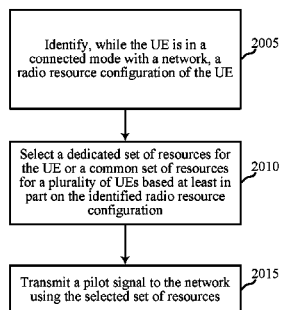 Identify, while the UE is in a
connected mode with a network, a
radio resource configuration of the UE
2005
Select a dedicated set of resources for
the UE or a common set of resources
for a plurality of UEs based at least in
part on the identified radio resource
configuration
2010
Transmit a pilot signal to the network
using the selected set of resources
2015